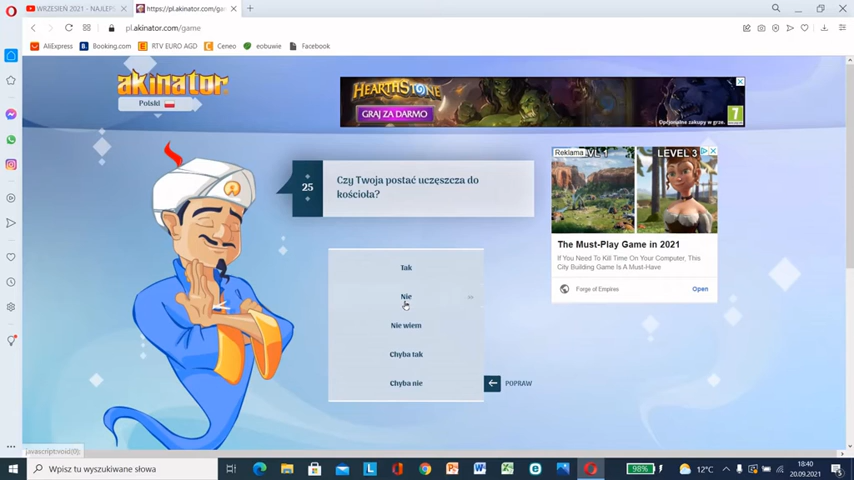 WRZESIEŃ 2021 - NAJLEPS
https://pl.akinator.com/ga
pl.akinator.com/game
AliExpress
Booking.com
RTV EURO AGD
Ceneo
eobuwie
Facebook
akinator
Polski
HEARTHSTONE
GRAJ ZA DARMO
7
Opcjonalne zakupy w grze.
25
Czy Twoja postać uczęszcza do
kościoła?
Reklama
LEVEL 3
The Must-Play Game in 2021
If You Need To Kill Time On Your Computer, This
City Building Game Is A Must-Have
Forge of Empires
Open
Tak
Nie
Nie wiem
Chyba tak
Chyba nie
POPRAW
javascript:void(0);
Wpisz tu wyszukiwane słowa
98%
12°C
18:40
20.09.2021